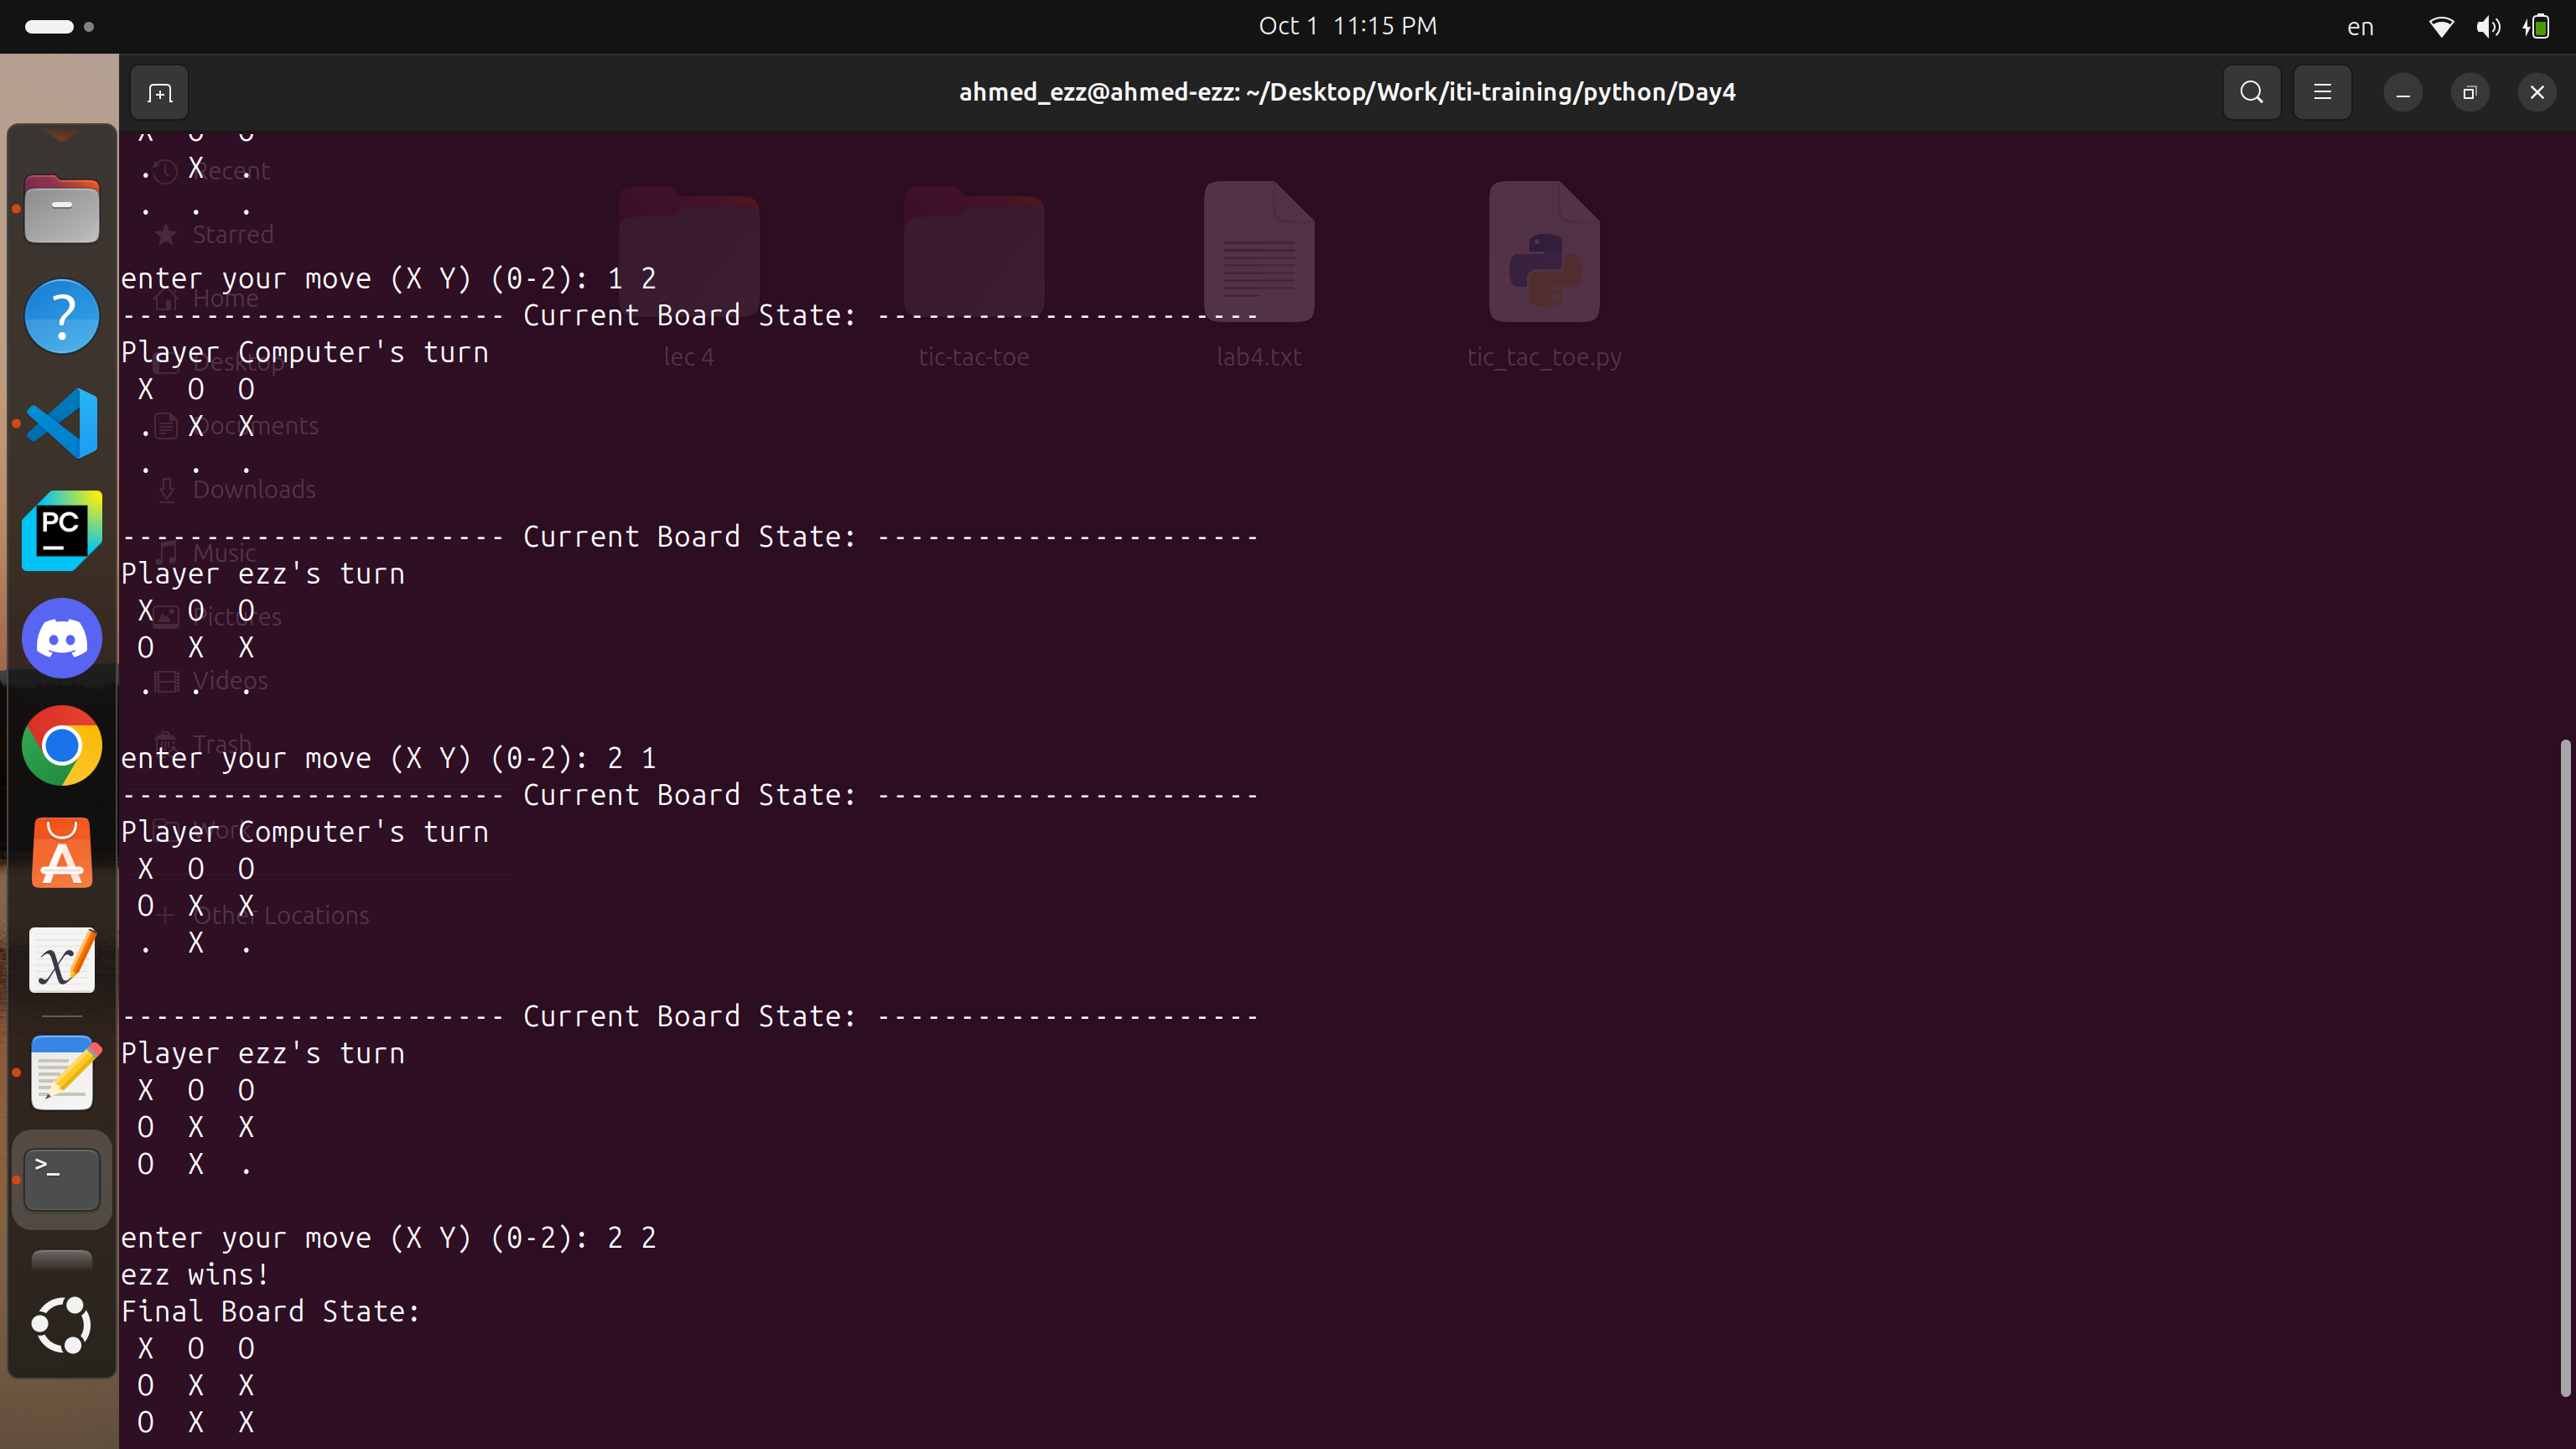 Oct 1 11:15 PM
en
ahmed_ezz@ahmed-ezz: ~/Desktop/Work/iti-training/python/Day4
X O O
. X .
. . .
enter your move (X Y) (0-2): 1 2
----------------------- Current Board State: -----------------------
Player Computer's turn
X O O
. X X
. . .
----------------------- Current Board State: -----------------------
Player ezz's turn
X O O
O X X
. . .
enter your move (X Y) (0-2): 2 1
----------------------- Current Board State: -----------------------
Player Computer's turn
X O O
O X X
. X .
----------------------- Current Board State: -----------------------
Player ezz's turn
X O O
O X X
O X .
enter your move (X Y) (0-2): 2 2
ezz wins!
Final Board State:
X O O
O X X
O X X
Recent
Starred
Home
Desktop
Documents
Downloads
Music
Pictures
Videos
Trash
Work
Other Locations
lec 4
tic-tac-toe
lab4.txt
tic_tac_toe.py
?
PC
A
x
>_